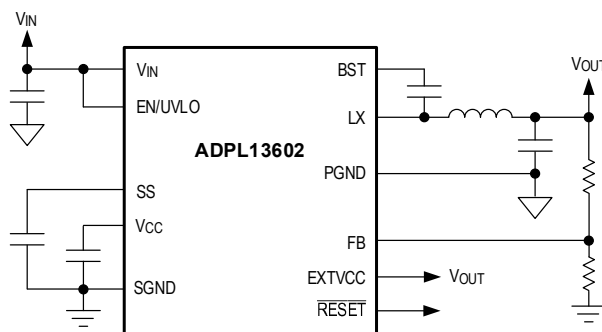 VIN
VIN
BST
VOUT
EN/UVLO
LX
ADPL13602
PGND
SS
VCC
FB
EXTVCC
VOUT
SGND
RESET